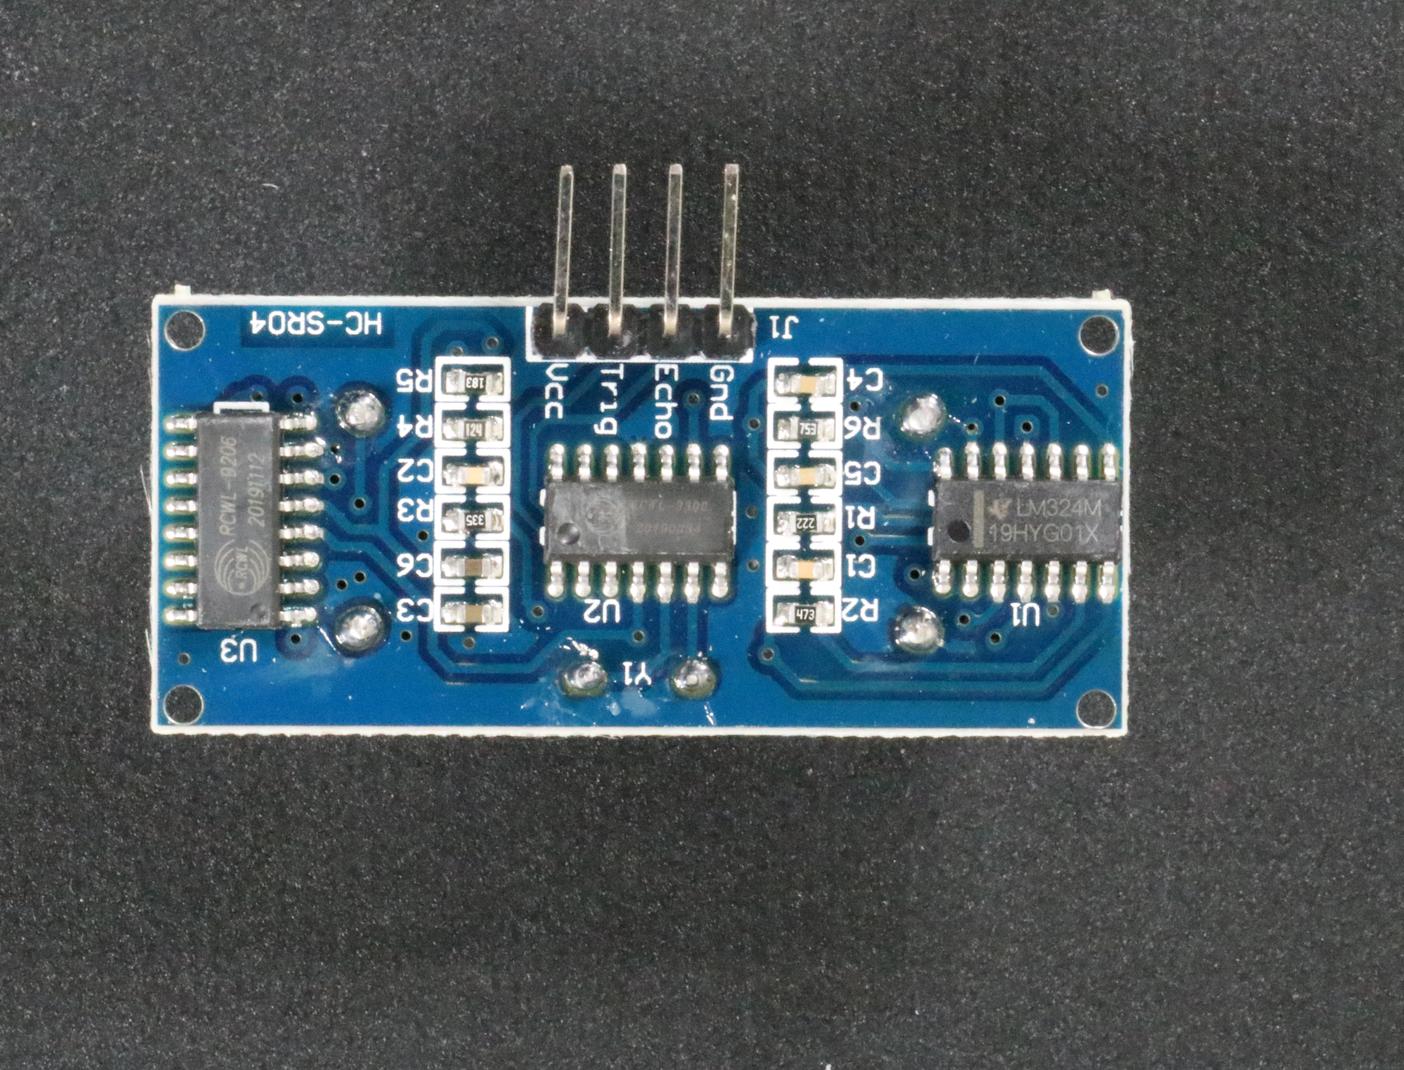 HC-SR04
J1
Vcc
Trig
Echo
Gnd
R5
183
R4
124
C2
R3
335
C6
C3
C4
R6
753
C5
R1
222
C1
R2
473
RCWL-9206
20191112
RCWL
U3
U2
Y1
LM324M
19HYG01X
U1